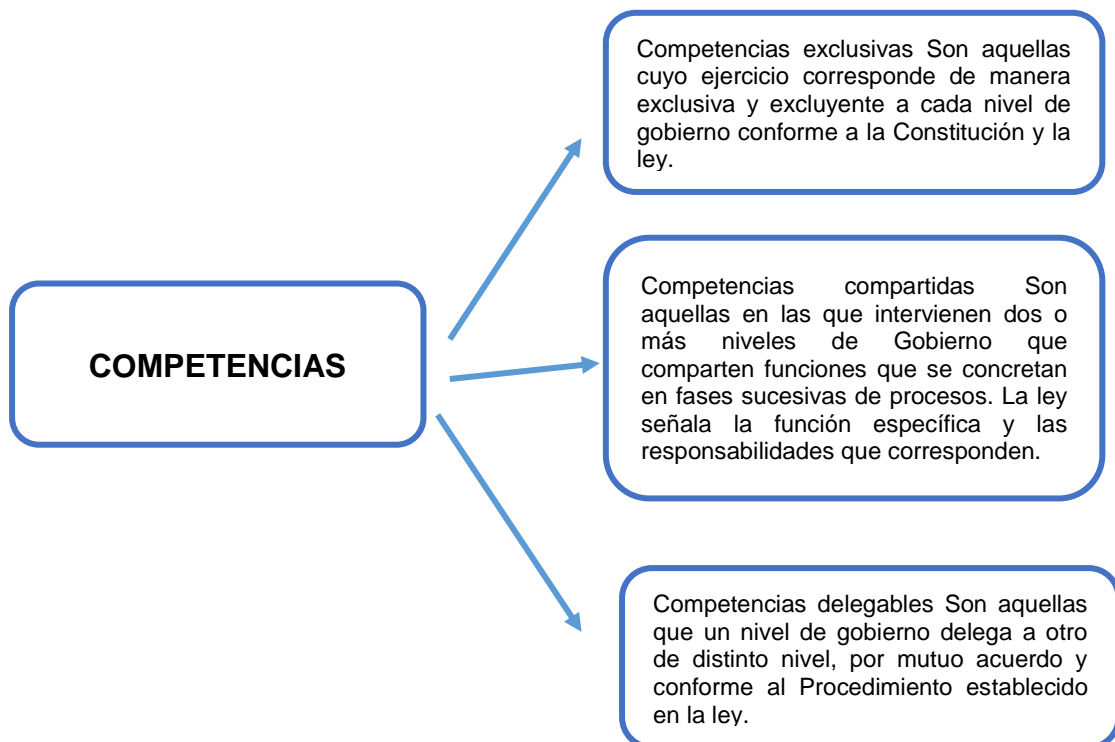 Competencias exclusivas Son aquellas
cuyo ejercicio corresponde de manera
exclusiva y excluyente a cada nivel de
gobierno conforme a la Constitución y la
ley.
COMPETENCIAS
Competencias compartidas Son
aquellas en las que intervienen dos o
más niveles de Gobierno que
comparten funciones que se concretan
en fases sucesivas de procesos. La ley
señala la función específica y las
responsabilidades que corresponden.
Competencias delegables Son aquellas
que un nivel de gobierno delega a otro
de distinto nivel, por mutuo acuerdo y
conforme al Procedimiento establecido
en la ley.